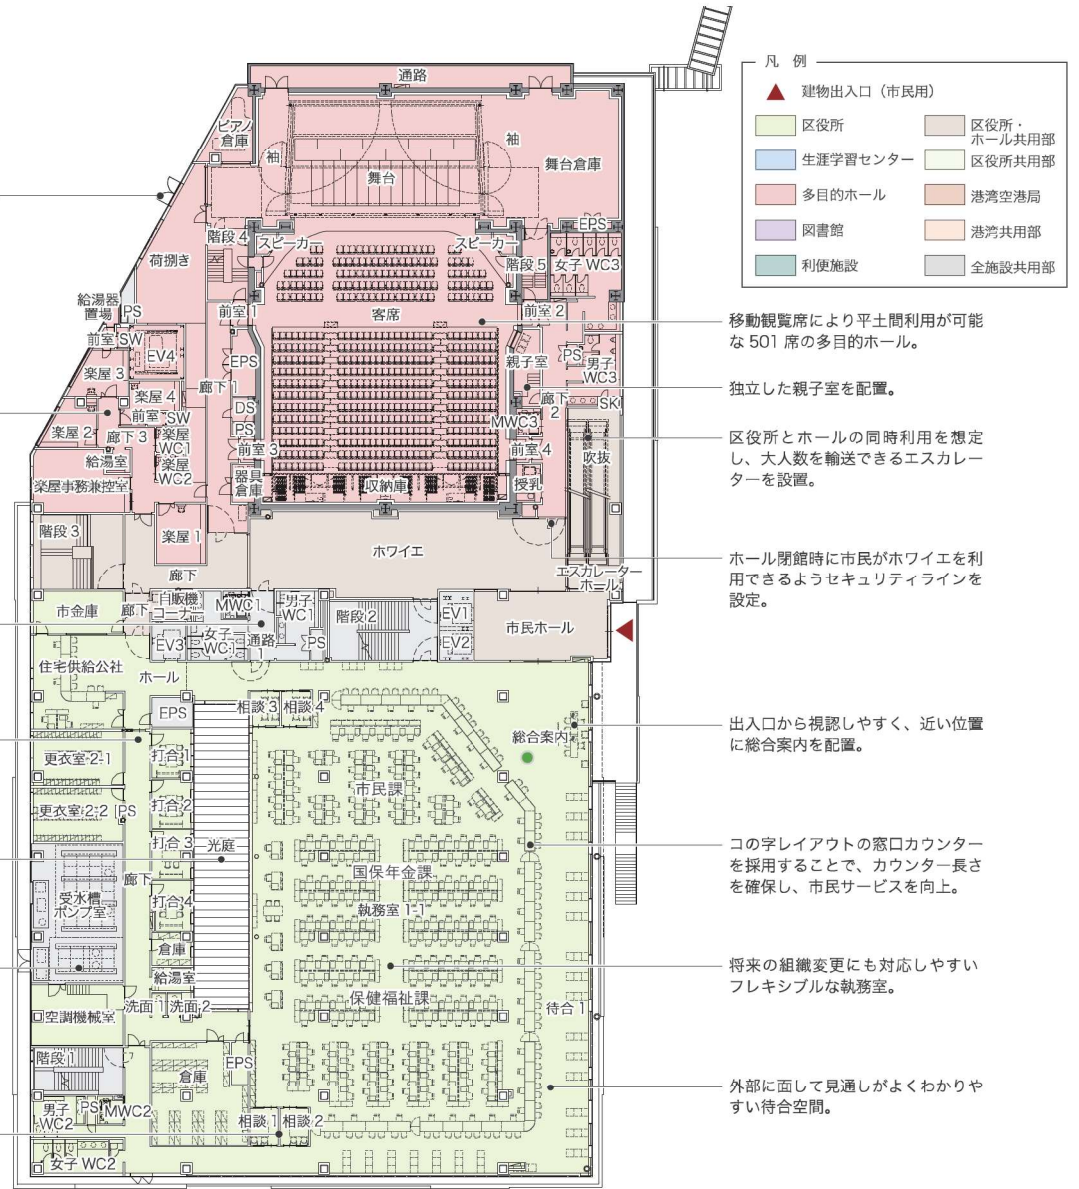 凡 例
建物出入口（市民用）
区役所
区役所・
ホール共用部
生涯学習センター
区役所共用部
多目的ホール
港湾空港局
図書館
港湾共用部
利便施設
全施設共用部
通路
ピアノ
倉庫
袖
袖
舞台
舞台倉庫
EPS
階段 4
スピーカー
スピーカー
階段 5
女子 WC3
荷捌き
給湯器
置場
PS
前室 1
客席
前室 2
移動観覧席により平土間利用が可能
な 501 席の多目的ホール。
前室
SW
EV4
EPS
親子室
PS
男子
WC3
楽屋 3
廊下 1
独立した親子室を配置。
楽屋 4
前室
SW
DS
廊下
2
SK
楽屋 2
廊下 3
楽屋
WC1
PS
MWC3
給湯室
楽屋
WC2
前室 3
前室 4
吹抜
区役所とホールの同時利用を想定
し、大人数を輸送できるエスカレー
ターを設置。
楽屋事務兼控室
器具
倉庫
収納庫
授乳
階段 3
楽屋 1
ホワイエ
廊下
エスカレーター
ホール
ホール閉館時に市民がホワイエを利
用できるようセキュリティラインを
設定。
市金庫
廊下
自販機
コーナー
MWC1
男子
WC1
階段 2
EV1
市民ホール
EV3
女子
WC1
通路
1
PS
EV2
住宅供給公社
ホール
EPS
相談 3
相談 4
総合案内
出入口から視認しやすく、近い位置
に総合案内を配置。
更衣室 2-1
打合 1
市民課
更衣室 2-2
PS
打合 2
待合 2
打合 3
光庭
コの字レイアウトの窓口カウンター
を採用することで、カウンター長さ
を確保し、市民サービスを向上。
国保年金課
廊下
受水槽
ポンプ室
打合 4
執務室 1-1
倉庫
給湯室
将来の組織変更にも対応しやすい
フレキシブルな執務室。
保健福祉課
待合 1
空調機械室
洗面 1
洗面 2
階段 1
倉庫
EPS
外部に面して見通しがよくわかりや
すい待合空間。
男子
WC2
PS
MWC2
相談 1
相談 2
女子 WC2